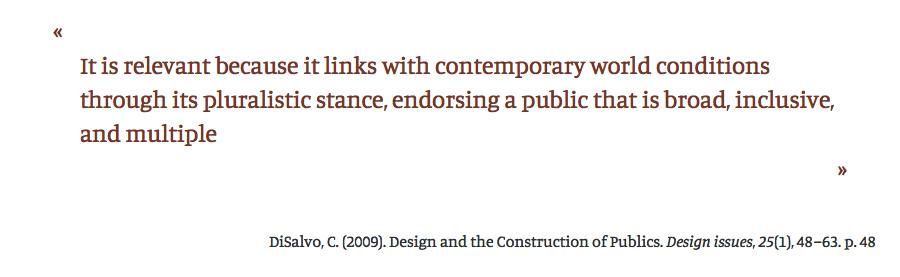 «
It is relevant because it links with contemporary world conditions
through its pluralistic stance, endorsing a public that is broad, inclusive,
and multiple
»
DiSalvo, C. (2009). Design and the Construction of Publics. Design issues, 25(1), 48–63. p. 48